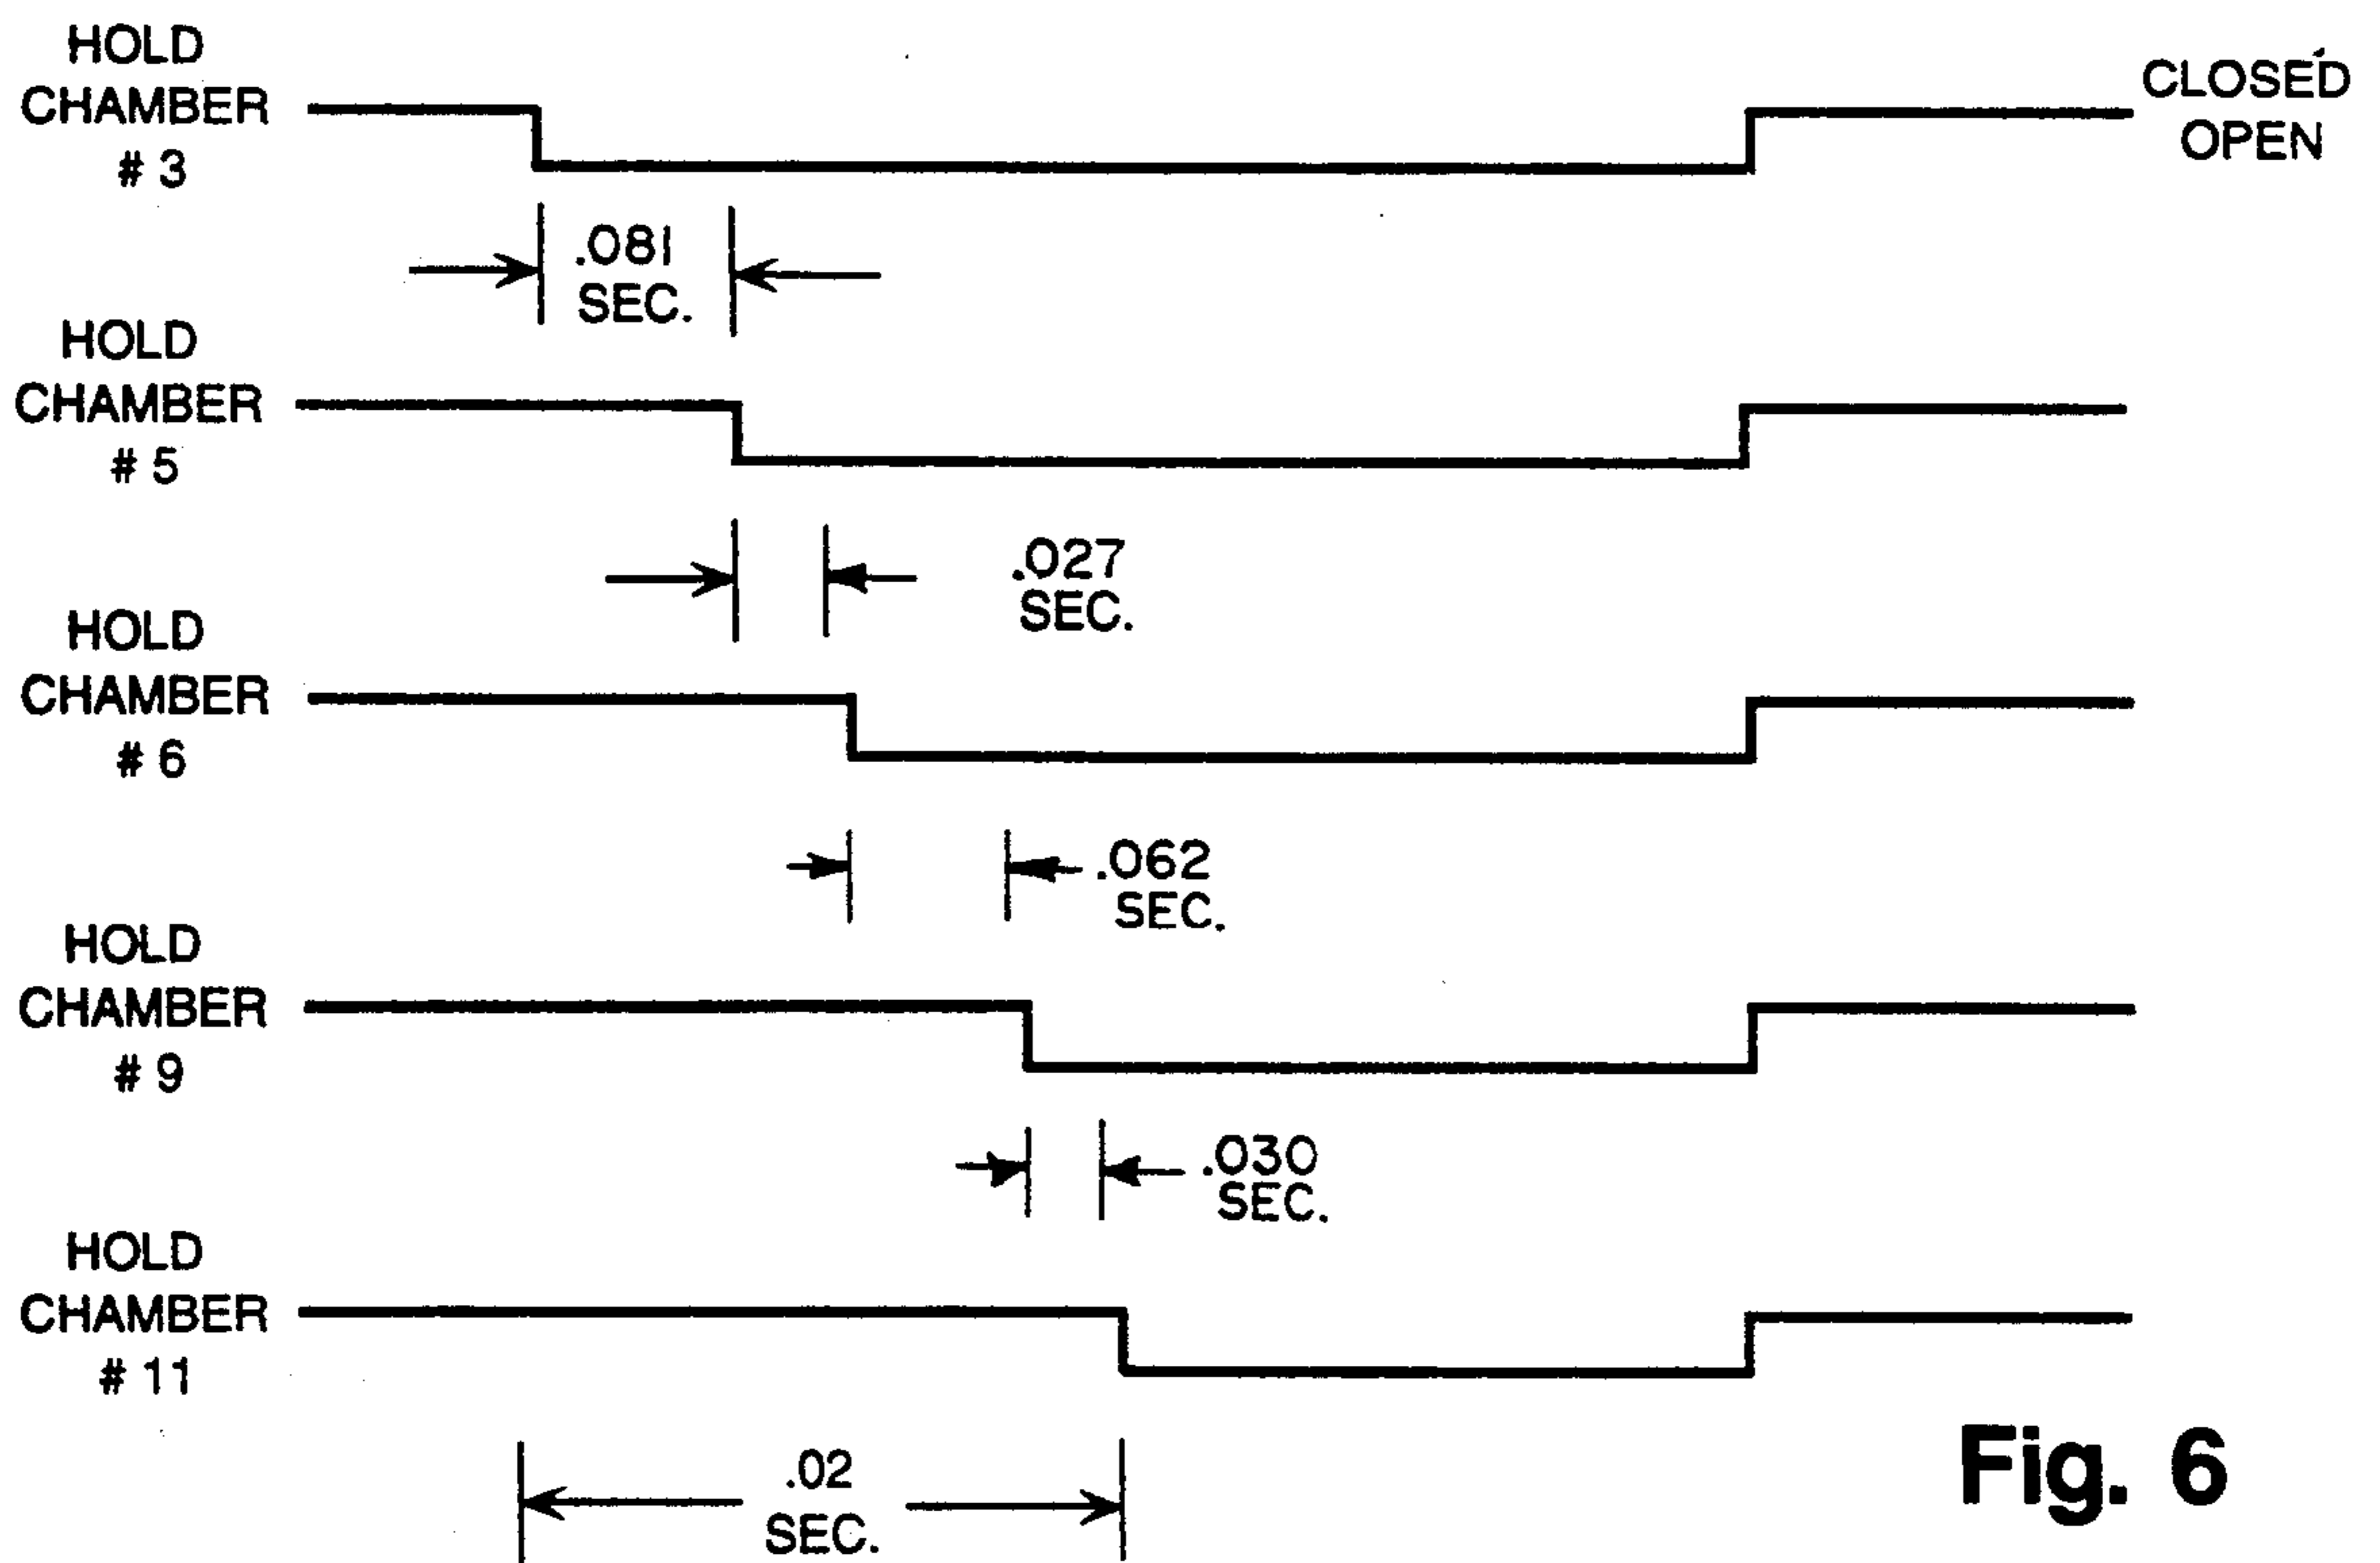 HOLD
CHAMBER
# 3
CLOSED
OPEN
.081
SEC.
HOLD
CHAMBER
# 5
.027
SEC.
HOLD
CHAMBER
# 6
.062
SEC.
HOLD
CHAMBER
# 9
.030
SEC.
HOLD
CHAMBER
# 11
.02
SEC.
Fig. 6